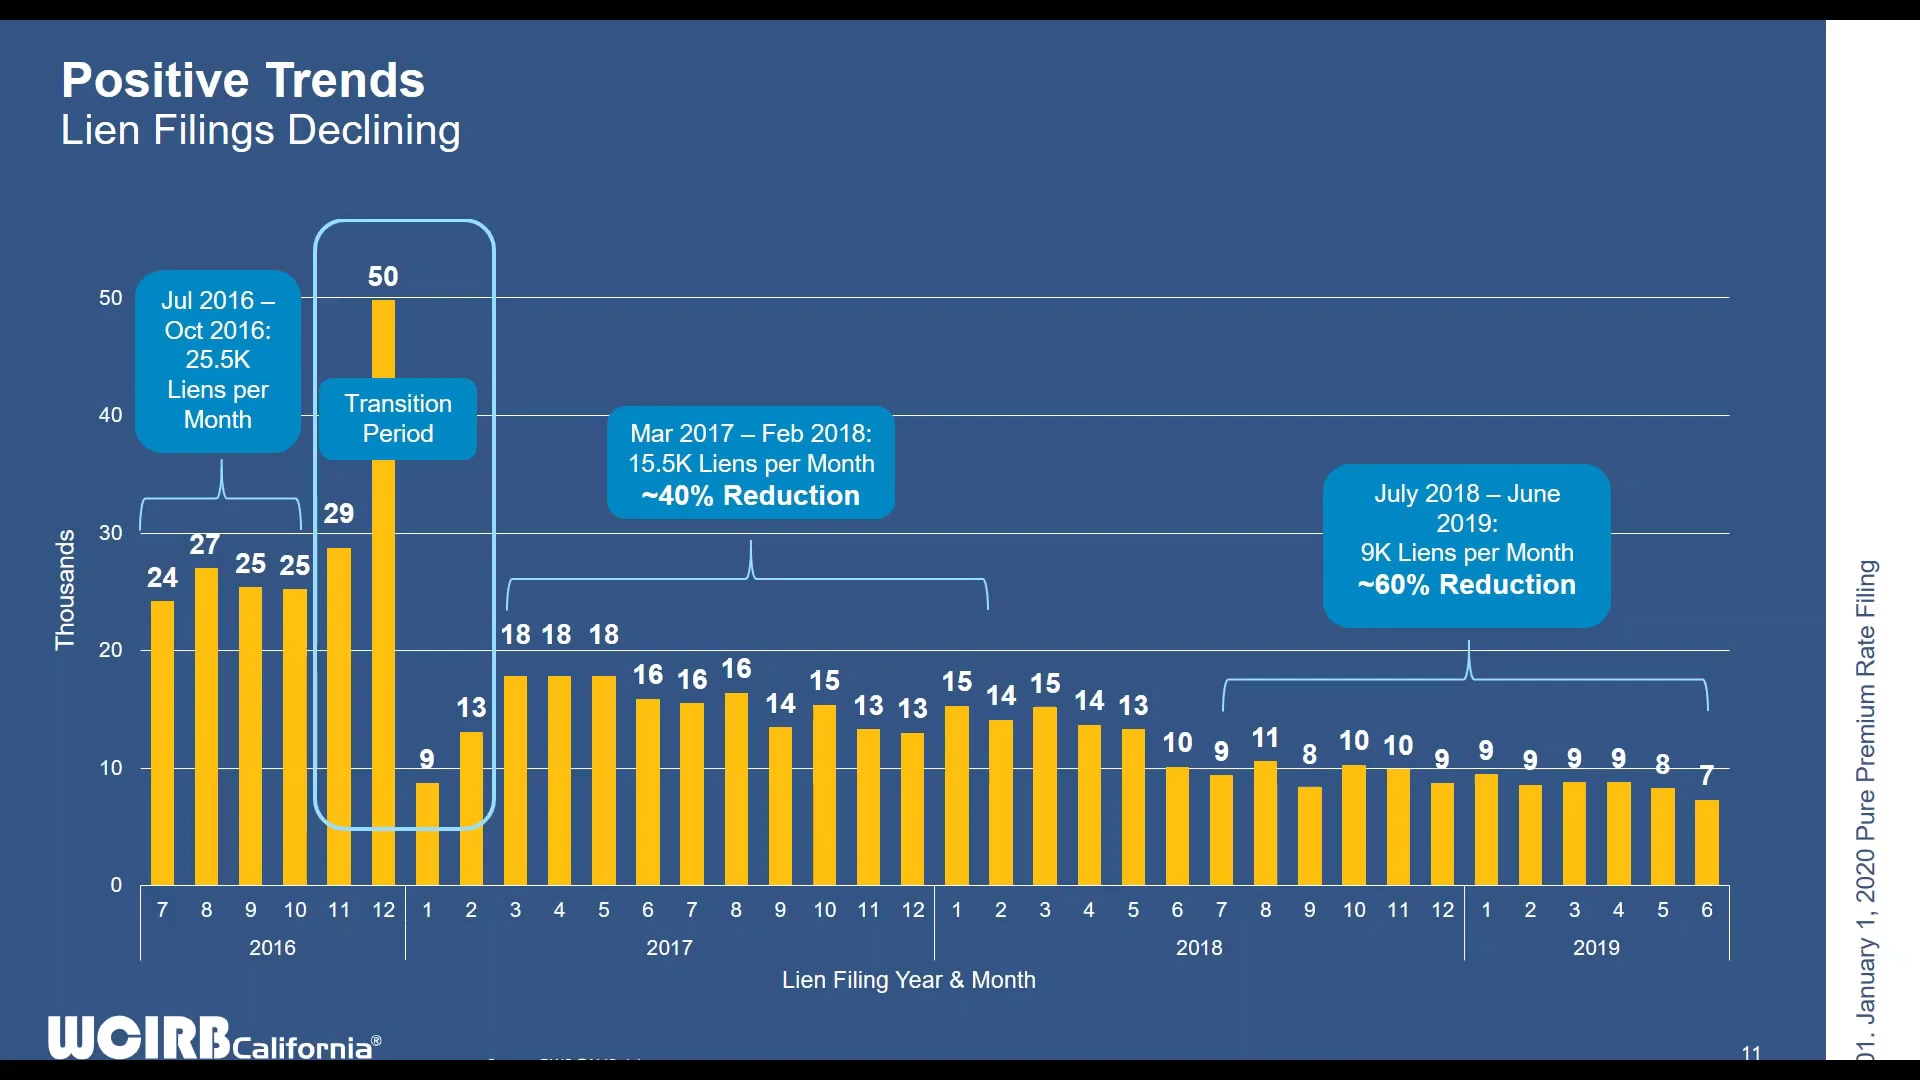 Positive Trends
Lien Filings Declining
Jul 2016 –
Oct 2016:
25.5K
Liens per
Month
Transition
Period
Mar 2017 – Feb 2018:
15.5K Liens per Month
~40% Reduction
July 2018 – June
2019:
9K Liens per Month
~60% Reduction
Thousands
50
40
30
20
10
0
24 27 25 25 29 50 9 13 18 18 18 16 16 16 14 15 13 13 15 14 15 14 13 10 9 11 8 10 10 9 9 9 9 9 8 7
7 8 9 10 11 12 1 2 3 4 5 6 7 8 9 10 11 12 1 2 3 4 5 6 7 8 9 10 11 12 1 2 3 4 5 6
2016 2017 2018 2019
Lien Filing Year & Month
WCIRB California®
11
01. January 1, 2020 Pure Premium Rate Filing